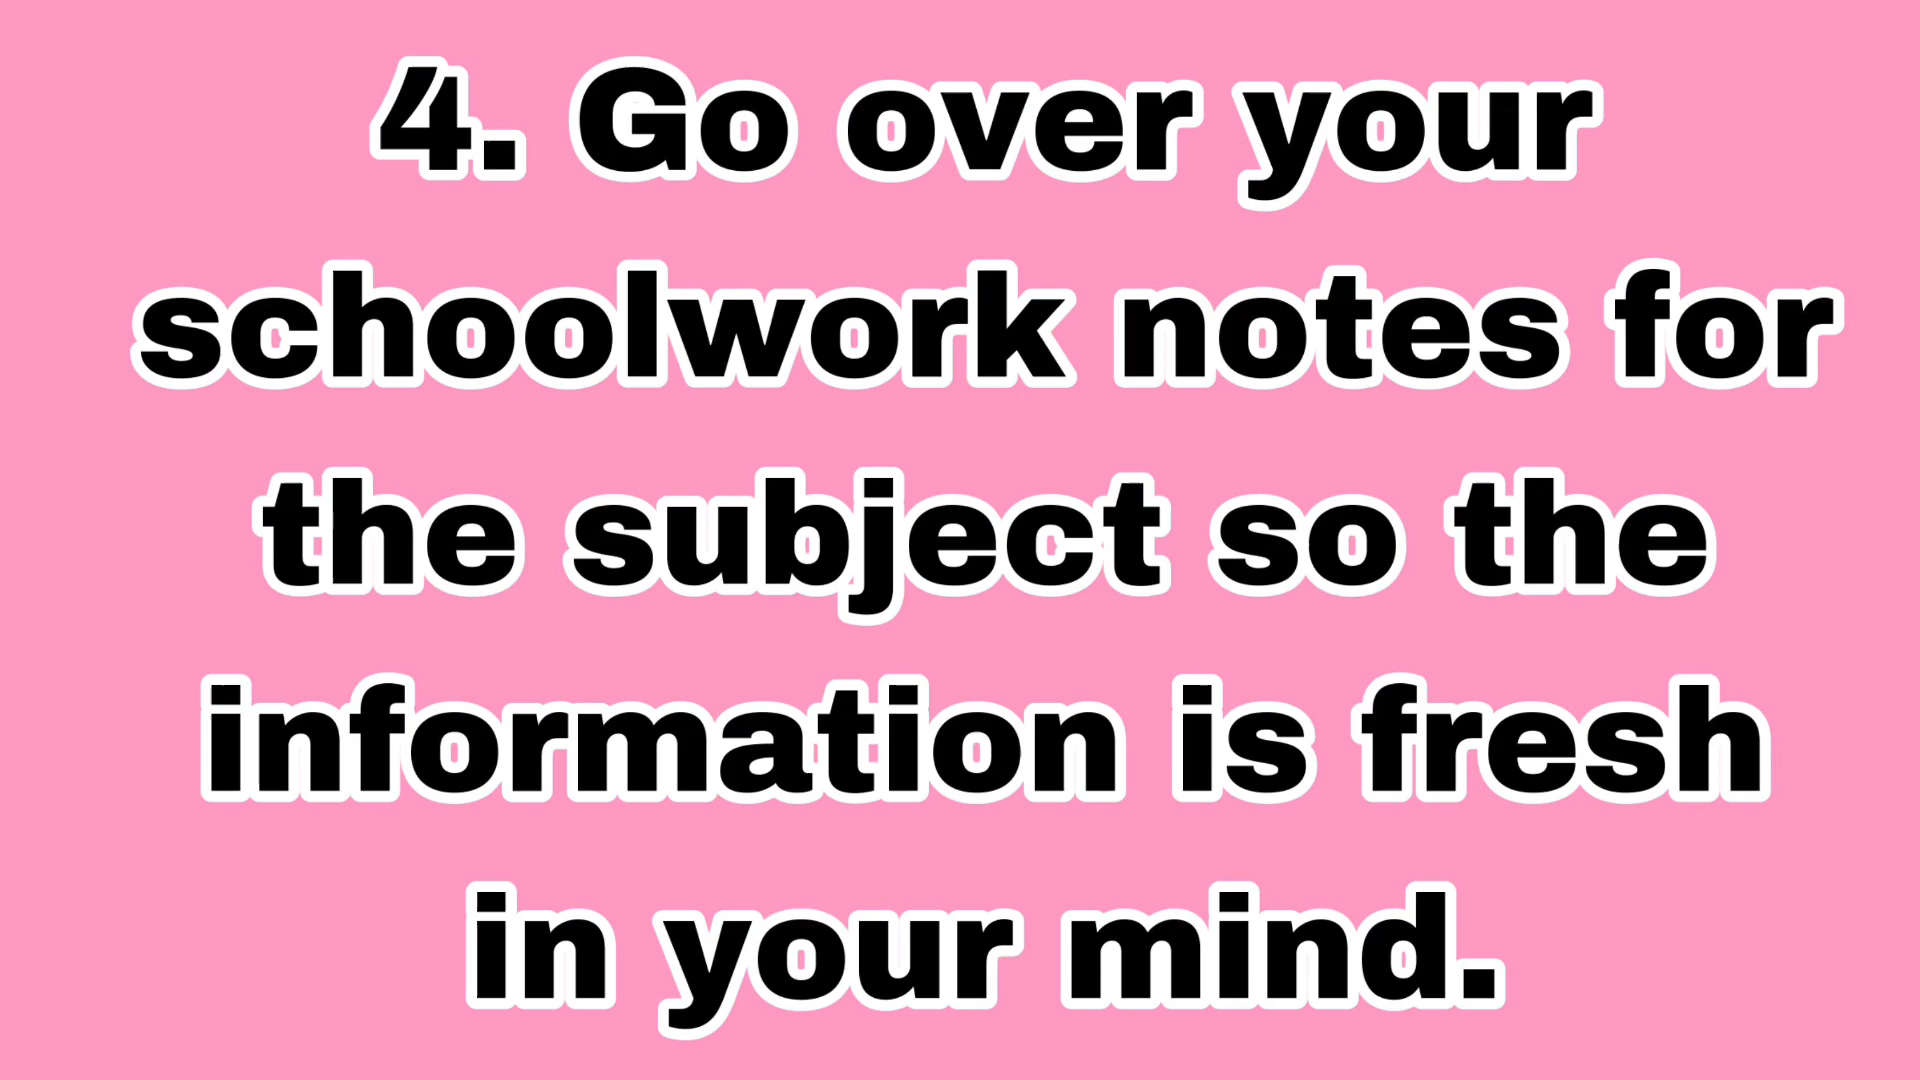 4. Go over your
schoolwork notes for
the subject so the
information is fresh
in your mind.